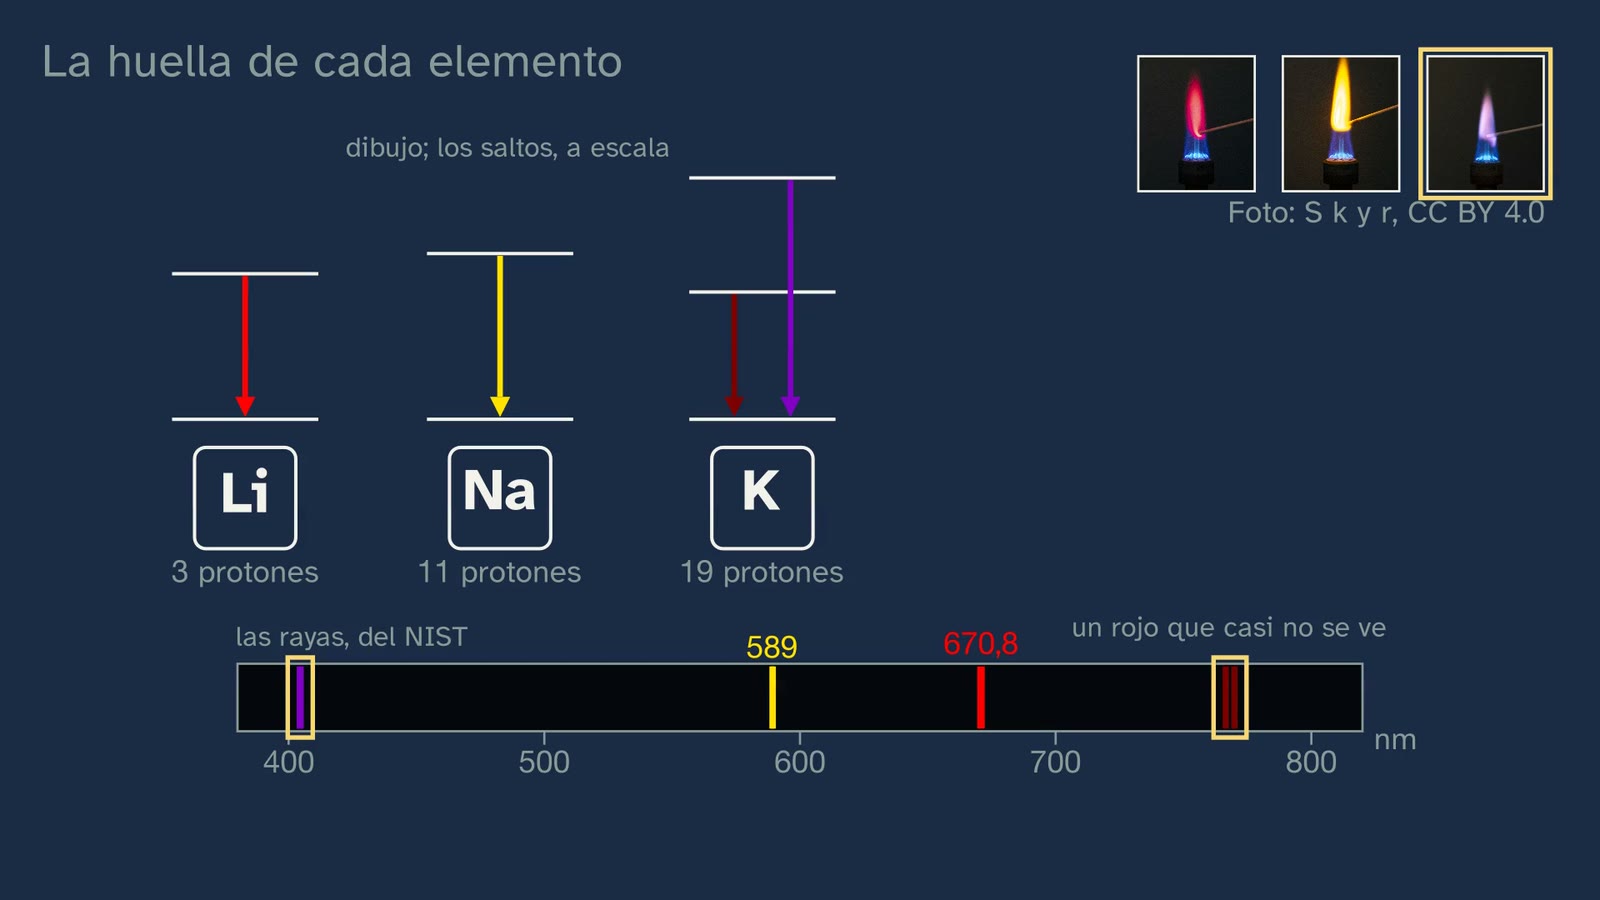 La huella de cada elemento
dibujo; los saltos, a escala
Foto: S k y r, CC BY 4.0
Li
Na
K
3 protones
11 protones
19 protones
las rayas, del NIST
589
670,8
un rojo que casi no se ve
nm
400
500
600
700
800